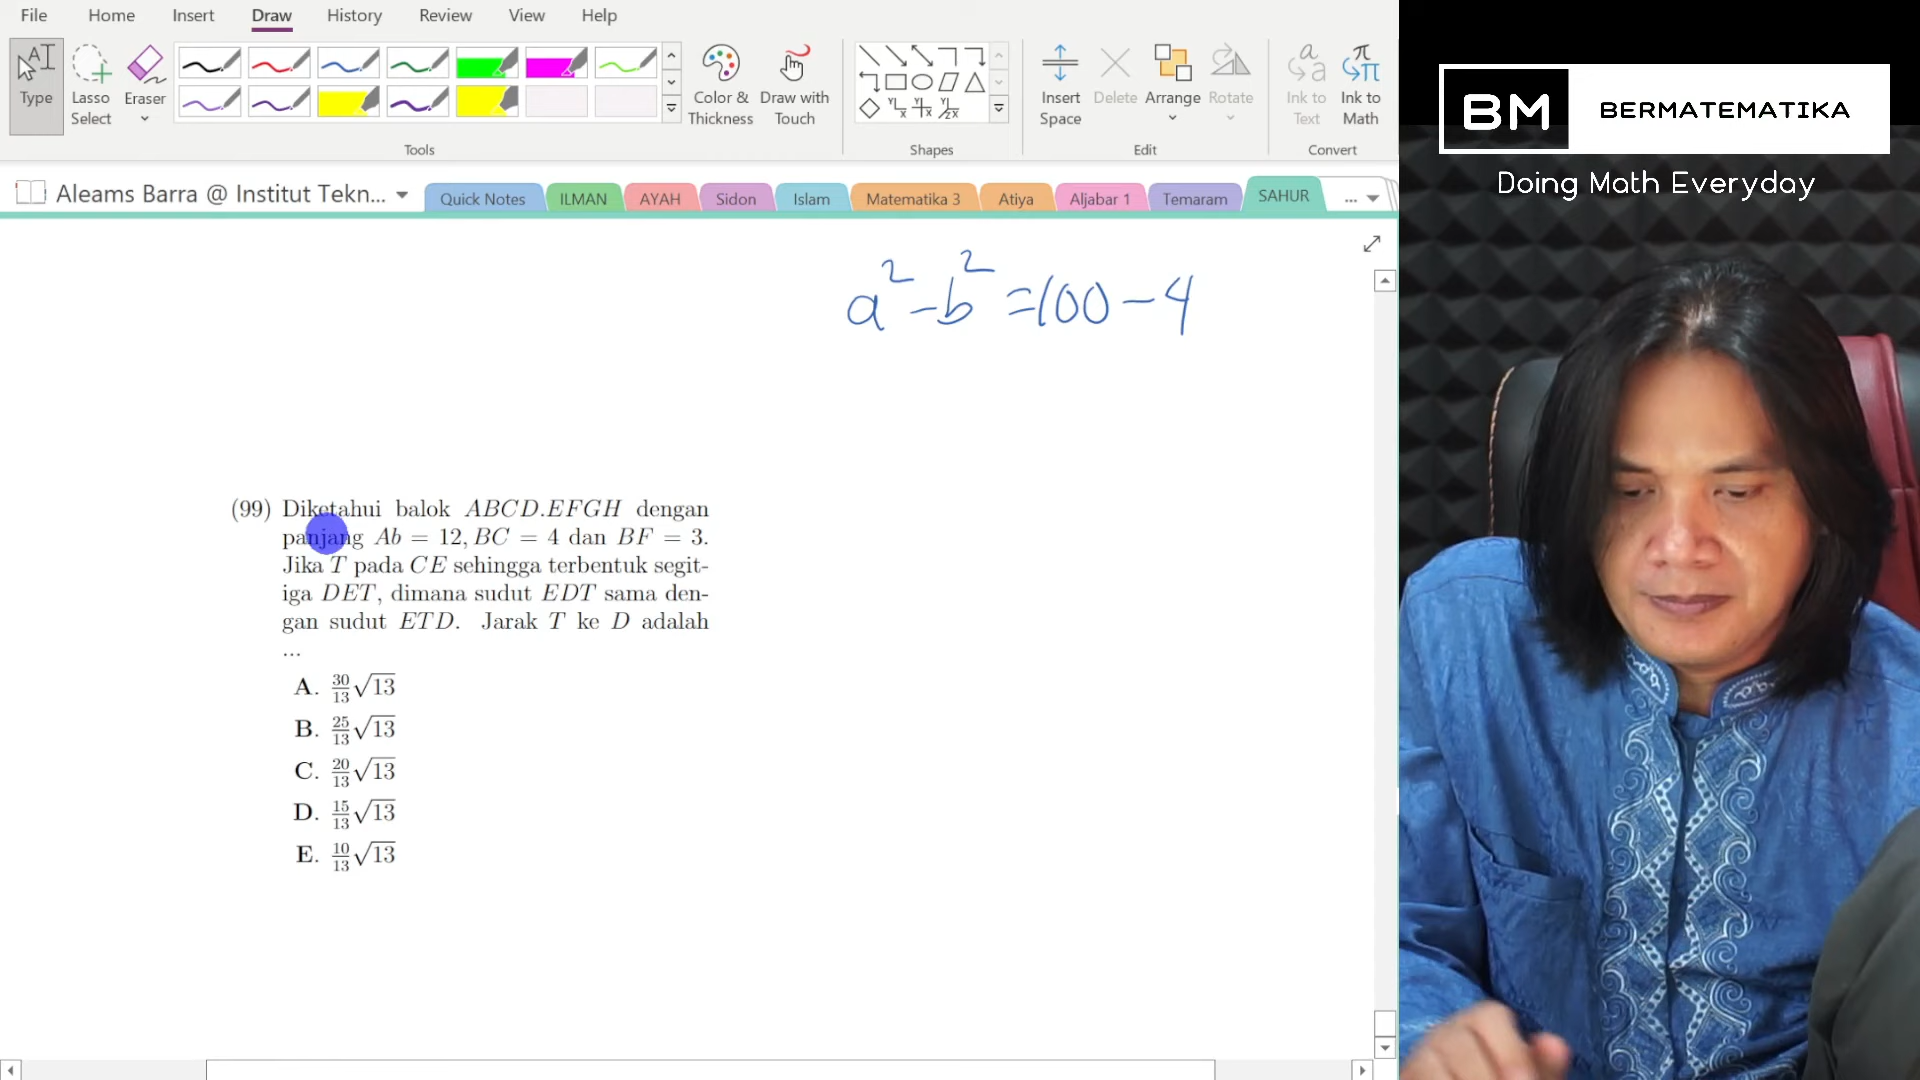 File Home Insert Draw History Review View Help
Type
Lasso Select
Eraser
Color & Thickness
Draw with Touch
Insert Space
Delete
Arrange
Rotate
Ink to Text
Ink to Math
Tools Shapes Edit Convert
Aleams Barra @ Institut Tekn... Quick Notes ILMAN AYAH Sidon Islam Matematika 3 Atiya Aljabar 1 Temaram SAHUR ...
BM BERMATEMATIKA
Doing Math Everyday
a² - b² = 100 - 4
(99) Diketahui balok ABCD.EFGH dengan
panjang Ab = 12, BC = 4 dan BF = 3.
Jika T pada CE sehingga terbentuk segit-
iga DET, dimana sudut EDT sama den-
gan sudut ETD. Jarak T ke D adalah
...
A. 30/13 √13
B. 25/13 √13
C. 20/13 √13
D. 15/13 √13
E. 10/13 √13